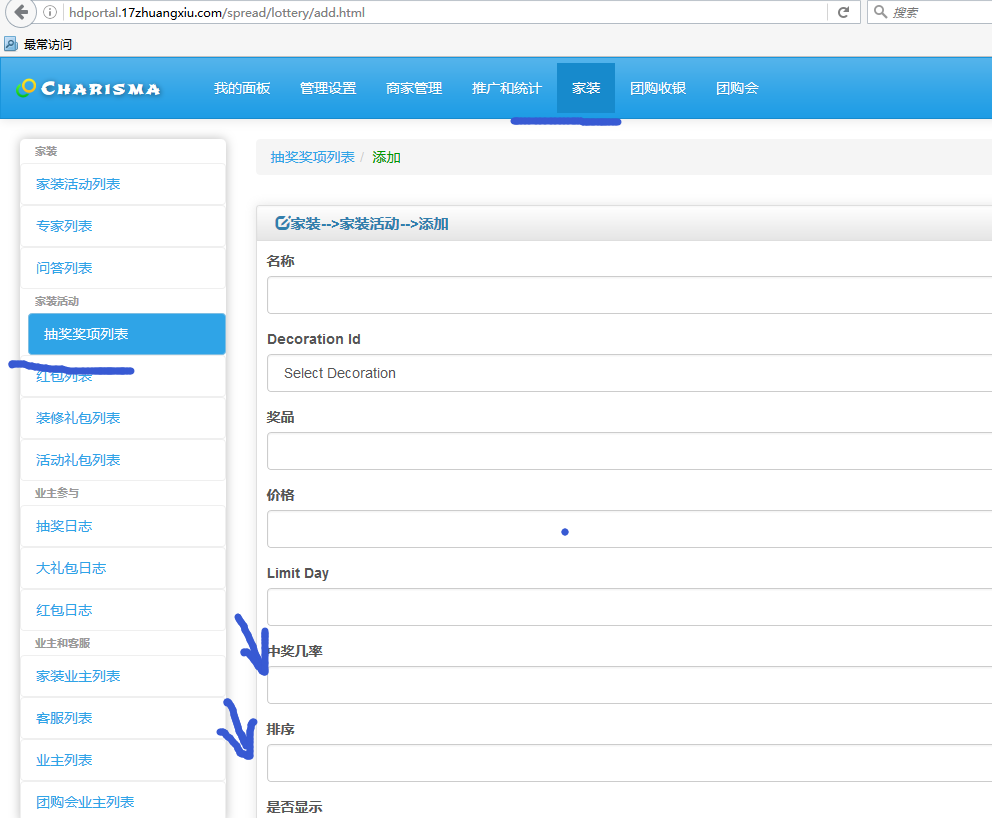 hdportal.17zhuangxiu.com/spread/lottery/add.html
搜索
最常访问
CHARISMA 我的面板 管理设置 商家管理 推广和统计 家装 团购收银 团购会
家装
家装活动列表
专家列表
问答列表
家装活动
抽奖奖项列表
红包列表
装修礼包列表
活动礼包列表
业主参与
抽奖日志
大礼包日志
红包日志
业主和客服
家装业主列表
客服列表
业主列表
团购会业主列表
抽奖奖项列表 / 添加
家装-->家装活动-->添加
名称
Decoration Id
Select Decoration
奖品
价格
Limit Day
中奖几率
排序
是否显示